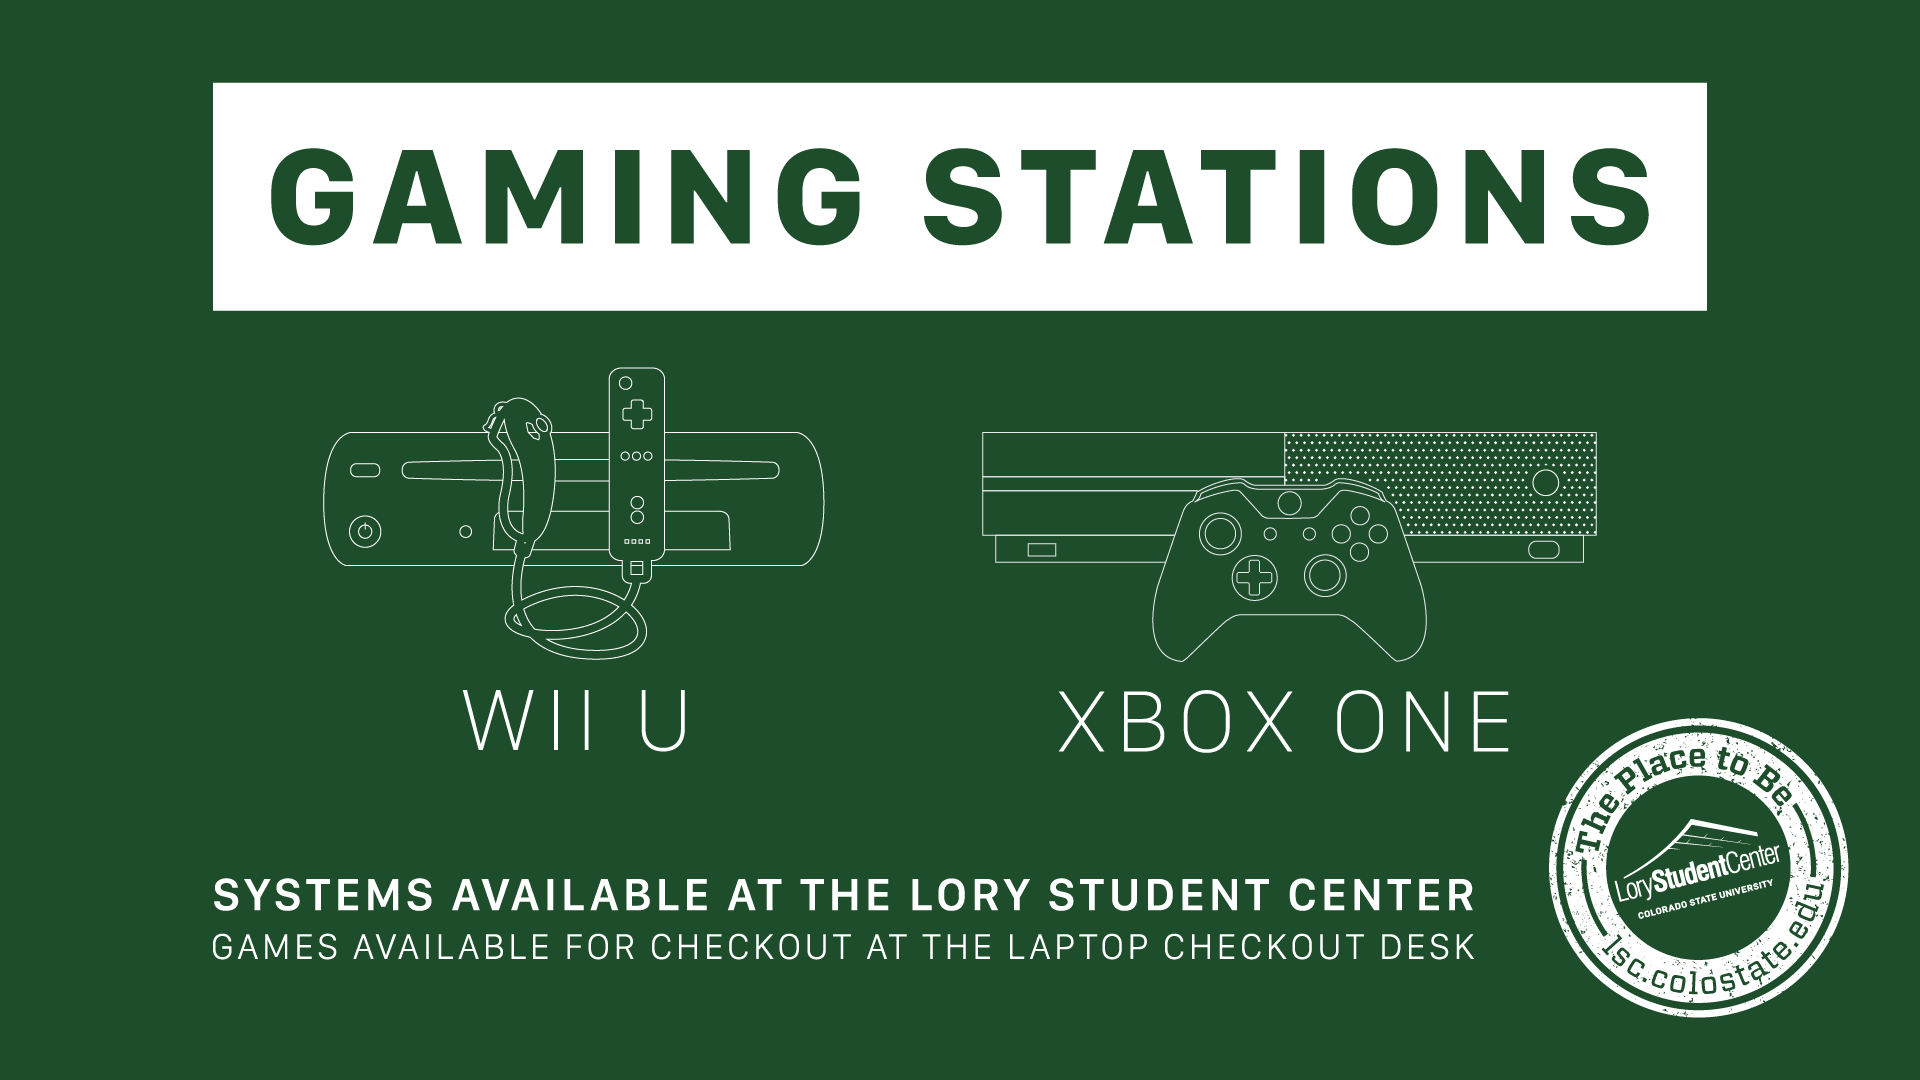 GAMING STATIONS
WII U
XBOX ONE
SYSTEMS AVAILABLE AT THE LORY STUDENT CENTER
GAMES AVAILABLE FOR CHECKOUT AT THE LAPTOP CHECKOUT DESK
The Place to Be
LoryStudentCenter
COLORADO STATE UNIVERSITY
lsc.colostate.edu